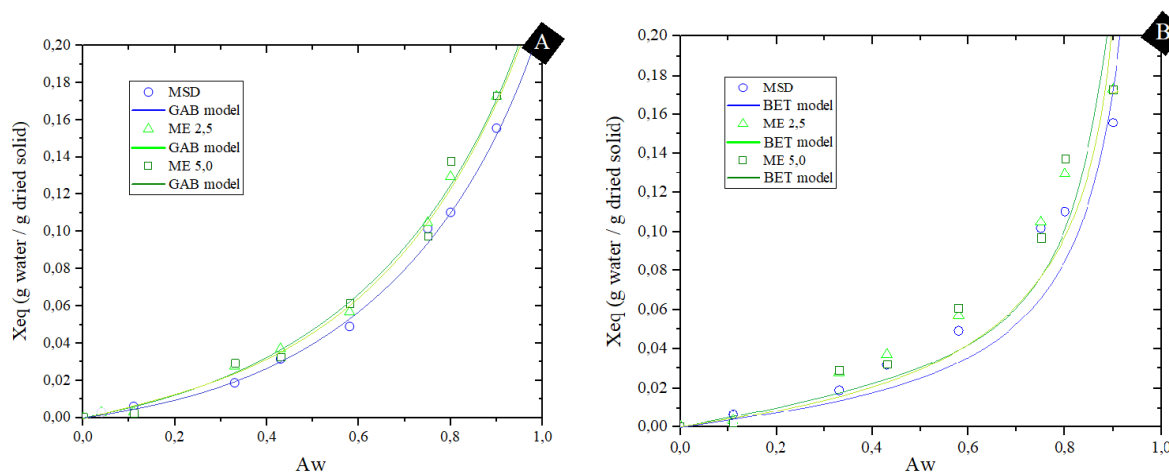 A
0,20
0,18
0,16
0,14
0,12
0,10
0,08
0,06
0,04
0,02
0,00
Xeq (g water / g dried solid)
MSD
GAB model
ME 2,5
GAB model
ME 5,0
GAB model
0,0 0,2 0,4 0,6 0,8 1,0
Aw
B
0,20
0,18
0,16
0,14
0,12
0,10
0,08
0,06
0,04
0,02
0,00
Xeq (g water / g dried solid)
MSD
BET model
ME 2,5
BET model
ME 5,0
BET model
0,0 0,2 0,4 0,6 0,8 1,0
Aw